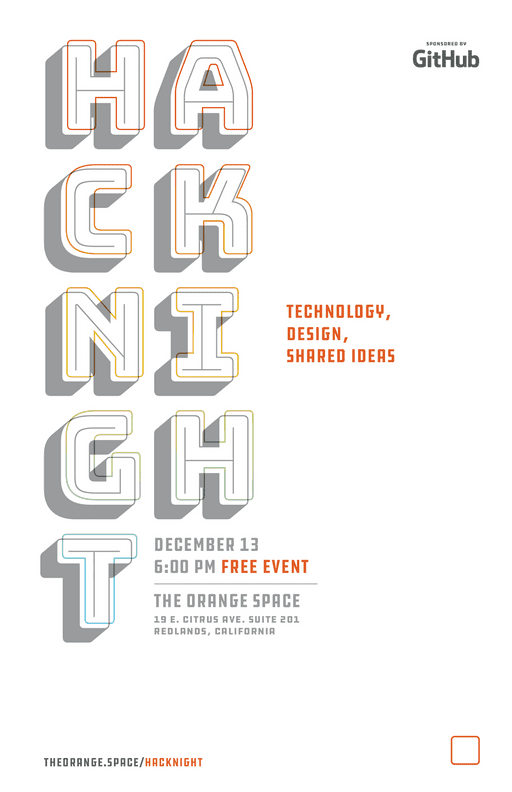 HA
CK
NI
GH
T
SPONSORED BY
GitHub
TECHNOLOGY,
DESIGN,
SHARED IDEAS
DECEMBER 13
6:00 PM FREE EVENT
THE ORANGE SPACE
19 E. CITRUS AVE. SUITE 201
REDLANDS, CALIFORNIA
THEORANGE.SPACE/HACKNIGHT